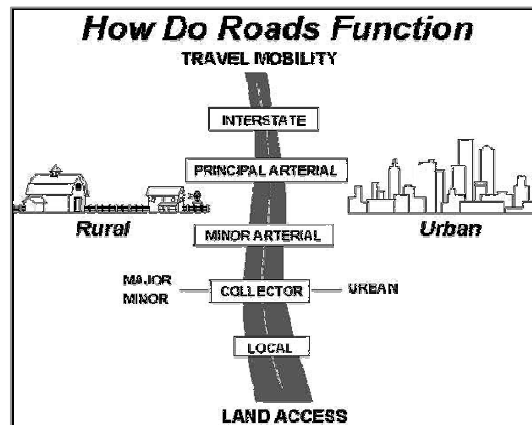 How Do Roads Function
TRAVEL MOBILITY
INTERSTATE
PRINCIPAL ARTERIAL
Rural
Urban
MINOR ARTERIAL
MAJOR
MINOR
COLLECTOR
URBAN
LOCAL
LAND ACCESS